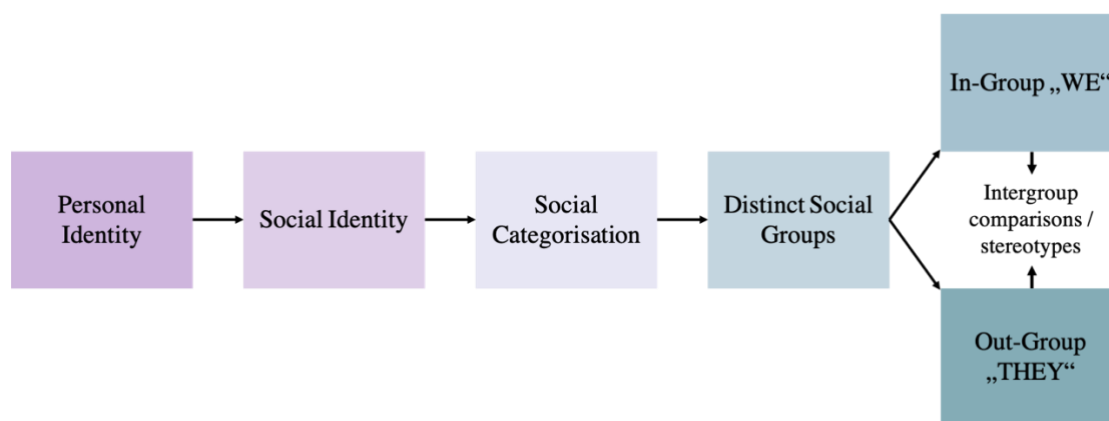 Personal
Identity
Social Identity
Social
Categorisation
Distinct Social
Groups
In-Group „WE“
Intergroup
comparisons /
stereotypes
Out-Group
„THEY“